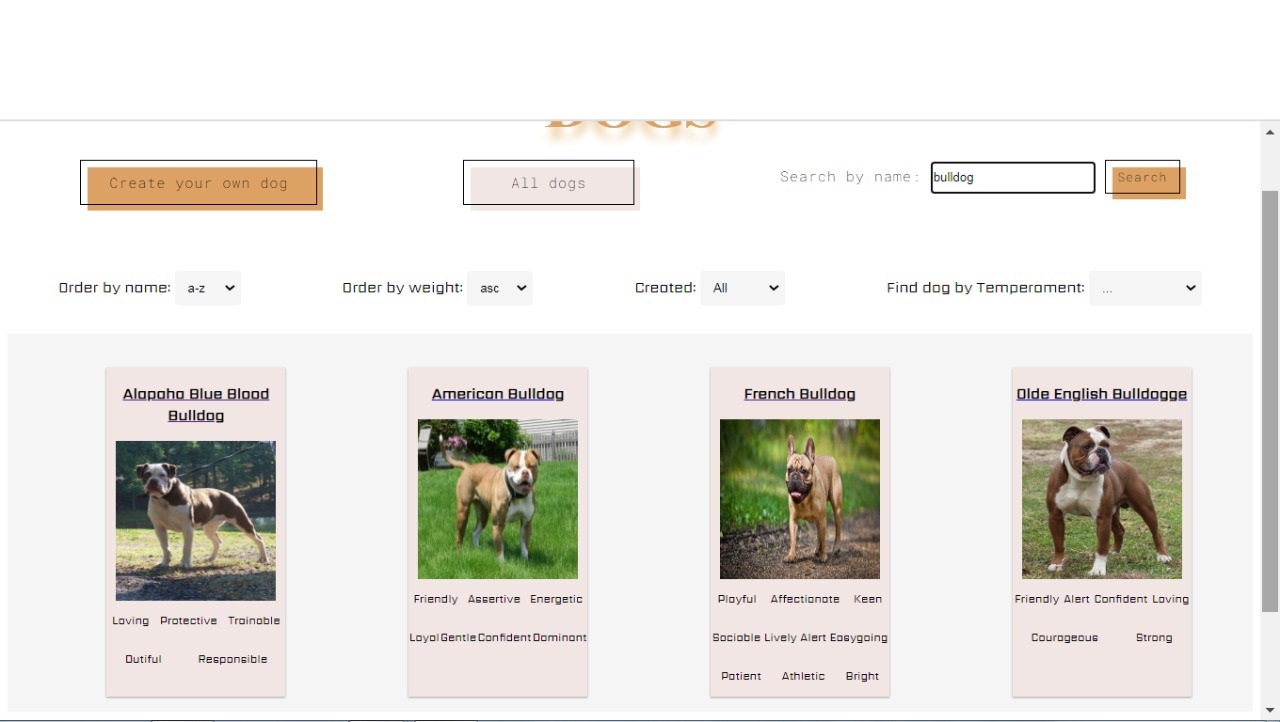 DOGS
Create your own dog
All dogs
Search by name: bulldog Search
Order by name: a-z
Order by weight: asc
Created: All
Find dog by Temperament: ...
Alapaha Blue Blood
Bulldog
Loving Protective Trainable
Dutiful Responsible
American Bulldog
Friendly Assertive Energetic
Loyal Gentle Confident Dominant
French Bulldog
Playful Affectionate Keen
Sociable Lively Alert Easygoing
Patient Athletic Bright
Olde English Bulldogge
Friendly Alert Confident Loving
Courageous Strong